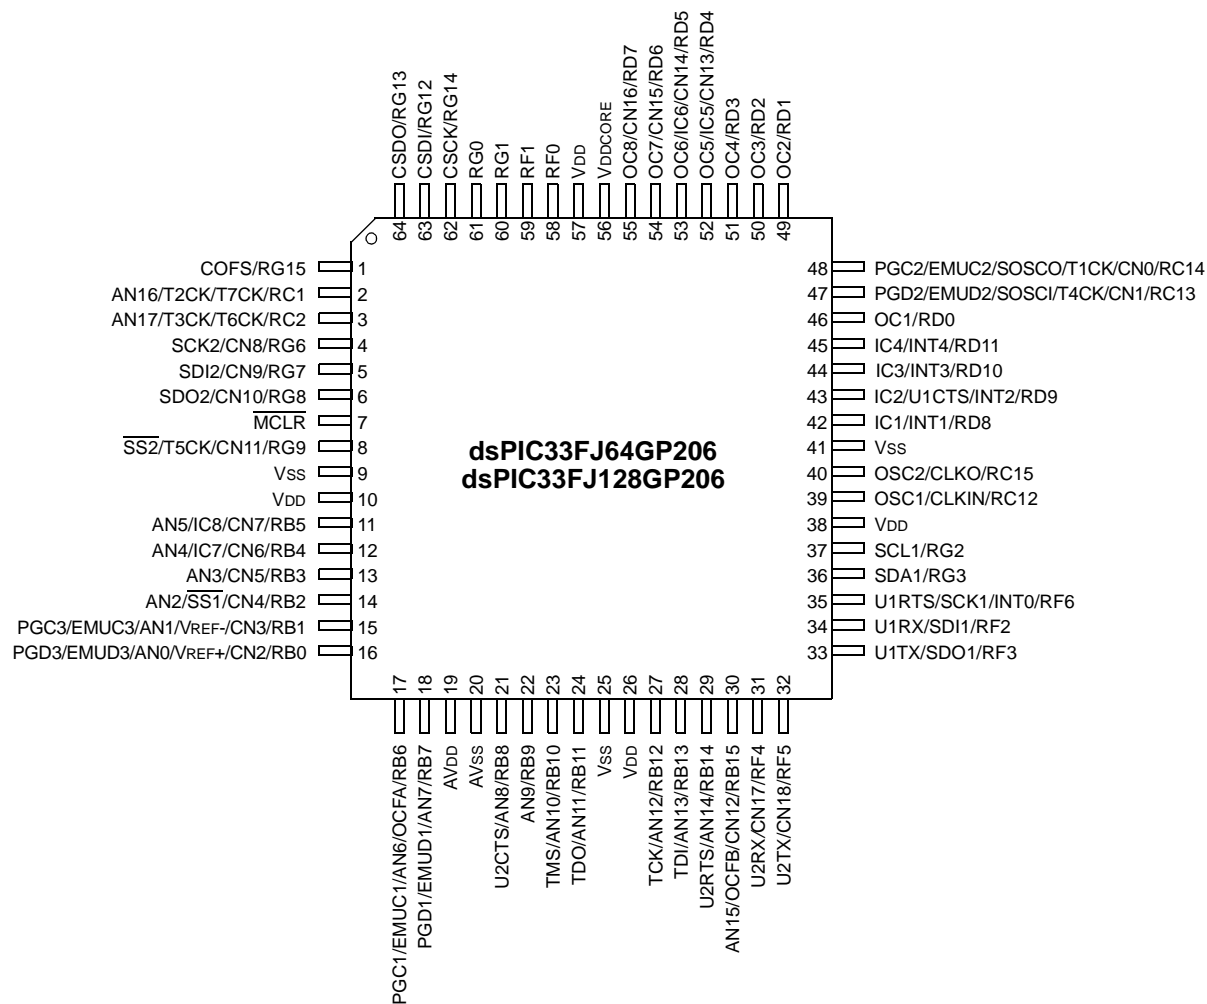 CSDO/RG13
CSDI/RG12
CSCK/RG14
RG0
RG1
RF1
RF0
VDD
VDDCORE
OC8/CN16/RD7
OC7/CN15/RD6
OC6/IC6/CN14/RD5
OC5/IC5/CN13/RD4
OC4/RD3
OC3/RD2
OC2/RD1
64
63
62
61
60
59
58
57
56
55
54
53
52
51
50
49
COFS/RG15 1
AN16/T2CK/T7CK/RC1 2
AN17/T3CK/T6CK/RC2 3
SCK2/CN8/RG6 4
SDI2/CN9/RG7 5
SDO2/CN10/RG8 6
MCLR 7
SS2/T5CK/CN11/RG9 8
VSS 9
VDD 10
AN5/IC8/CN7/RB5 11
AN4/IC7/CN6/RB4 12
AN3/CN5/RB3 13
AN2/SS1/CN4/RB2 14
PGC3/EMUC3/AN1/VREF-/CN3/RB1 15
PGD3/EMUD3/AN0/VREF+/CN2/RB0 16
dsPIC33FJ64GP206
dsPIC33FJ128GP206
48 PGC2/EMUC2/SOSCO/T1CK/CN0/RC14
47 PGD2/EMUD2/SOSCI/T4CK/CN1/RC13
46 OC1/RD0
45 IC4/INT4/RD11
44 IC3/INT3/RD10
43 IC2/U1CTS/INT2/RD9
42 IC1/INT1/RD8
41 VSS
40 OSC2/CLKO/RC15
39 OSC1/CLKIN/RC12
38 VDD
37 SCL1/RG2
36 SDA1/RG3
35 U1RTS/SCK1/INT0/RF6
34 U1RX/SDI1/RF2
33 U1TX/SDO1/RF3
17
18
19
20
21
22
23
24
25
26
27
28
29
30
31
32
PGC1/EMUC1/AN6/OCFA/RB6
PGD1/EMUD1/AN7/RB7
AVDD
AVSS
U2CTS/AN8/RB8
AN9/RB9
TMS/AN10/RB10
TDO/AN11/RB11
VSS
VDD
TCK/AN12/RB12
TDI/AN13/RB13
U2RTS/AN14/RB14
AN15/OCFB/CN12/RB15
U2RX/CN17/RF4
U2TX/CN18/RF5